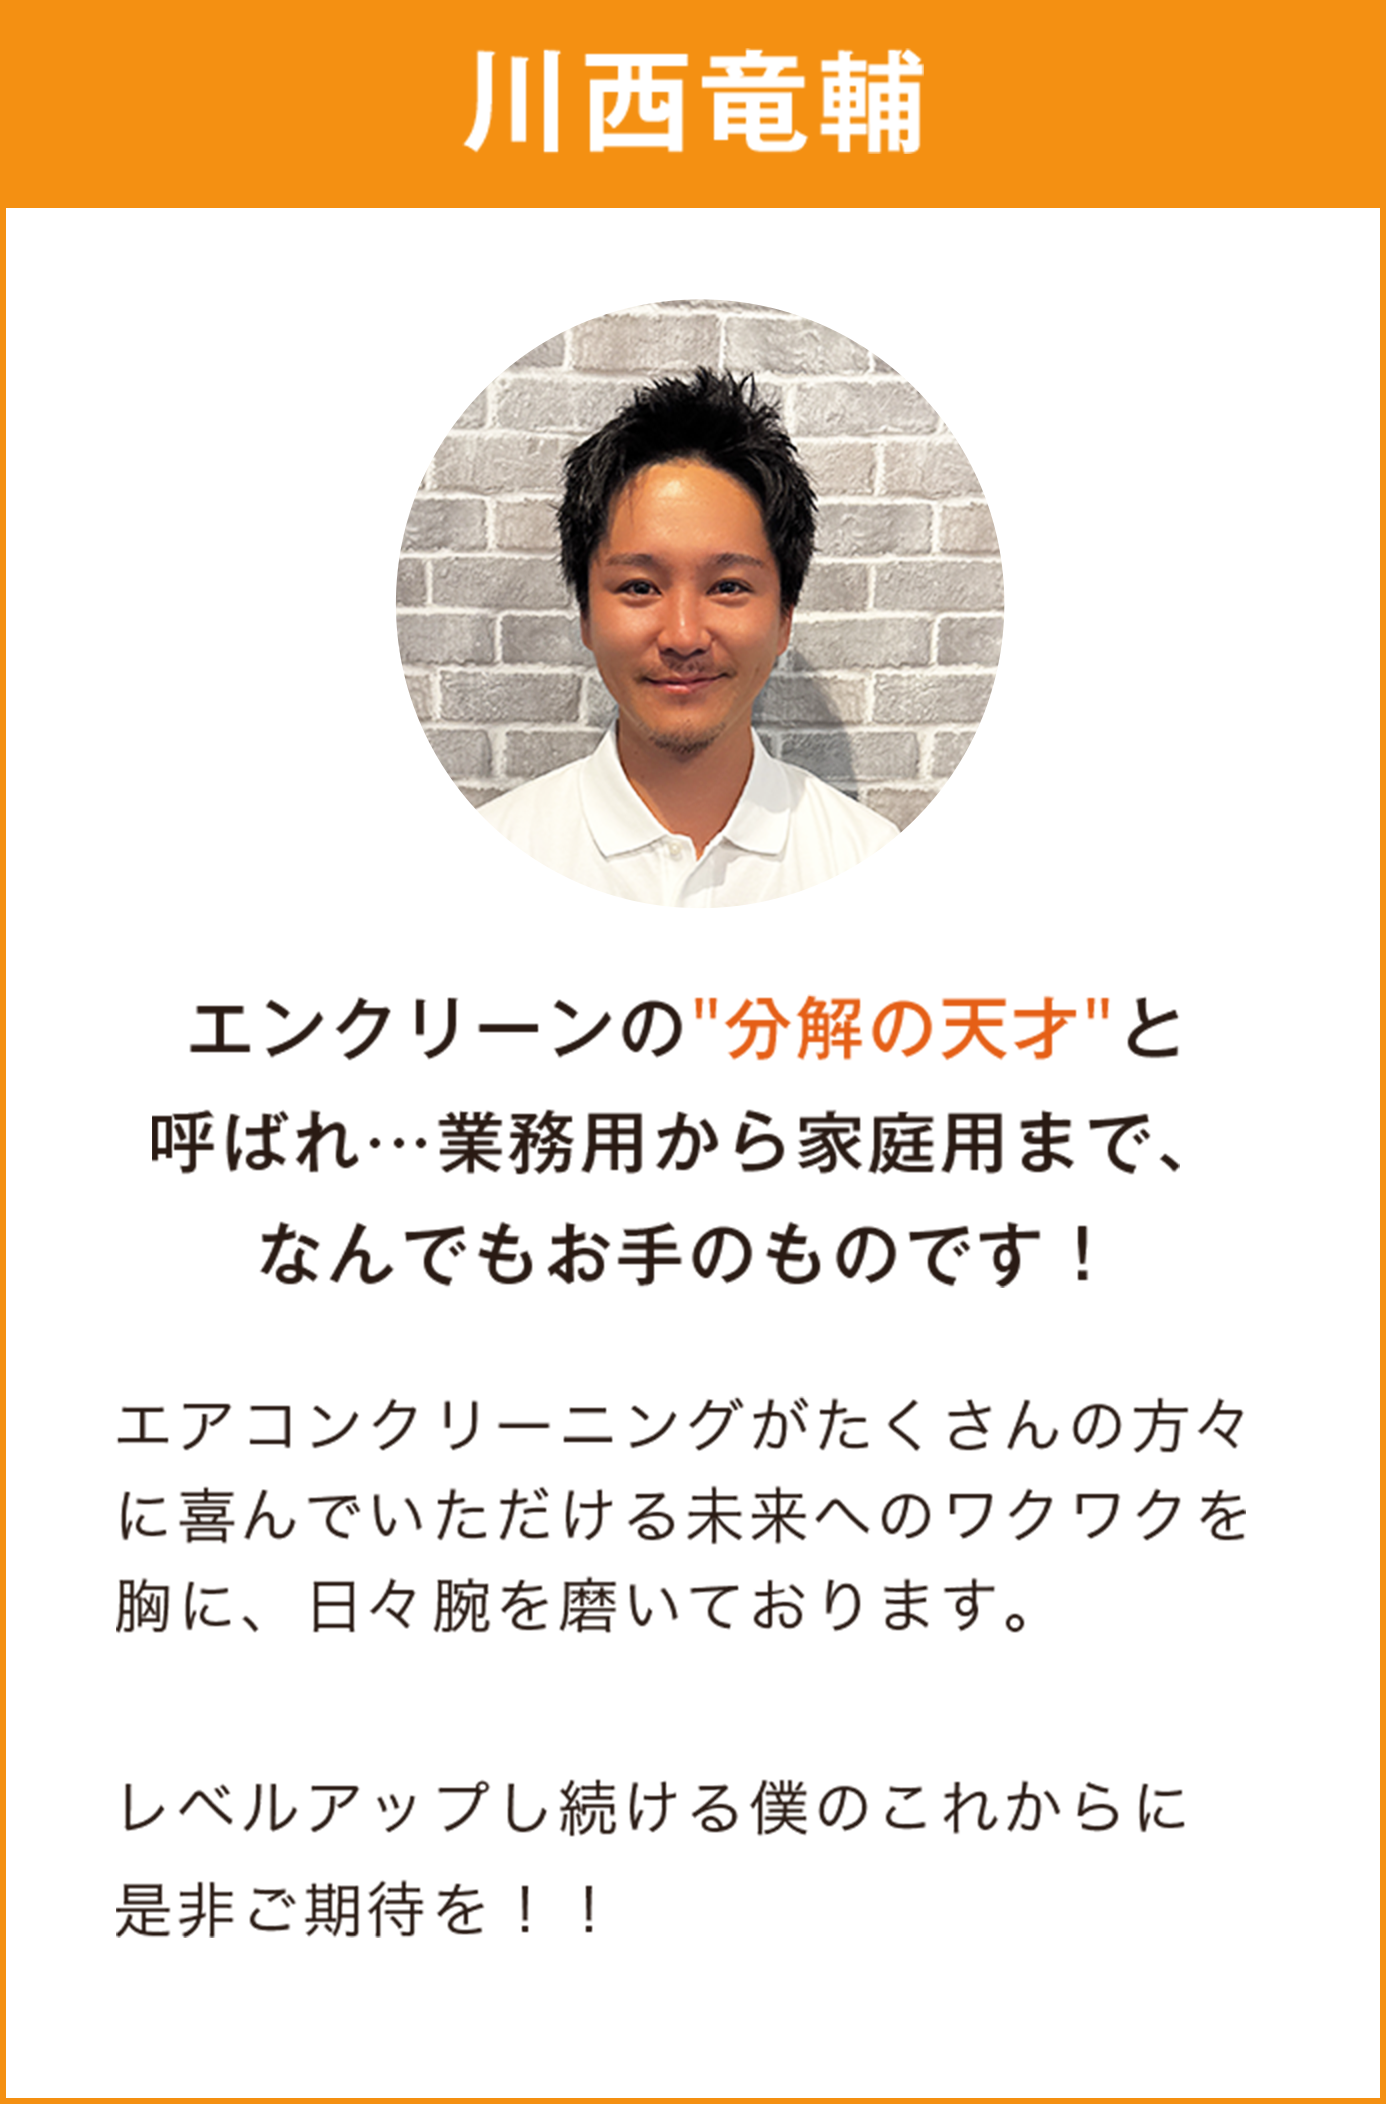 川西竜輔
エンクリーンの"分解の天才"と
呼ばれ…業務用から家庭用まで、
なんでもお手のものです！
エアコンクリーニングがたくさんの方々
に喜んでいただける未来へのワクワクを
胸に、日々腕を磨いております。
レベルアップし続ける僕のこれからに
是非ご期待を！！